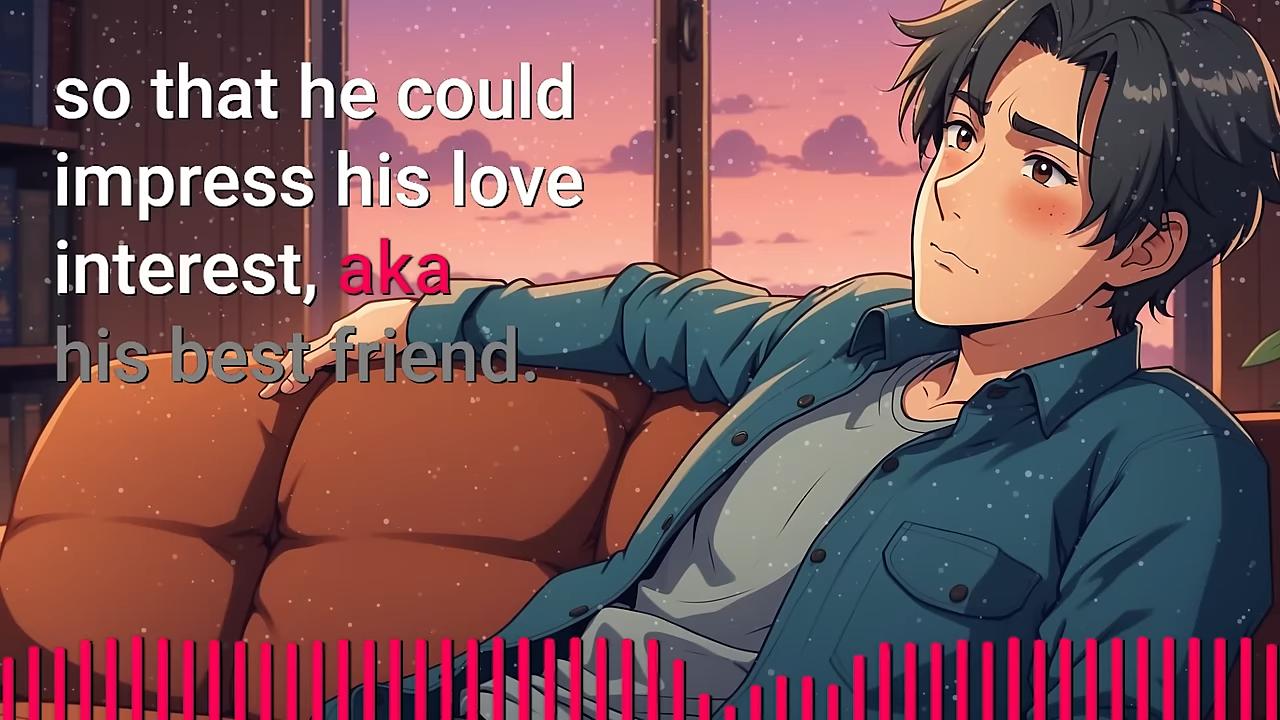 so that he could
impress his love
interest, aka
his best friend.